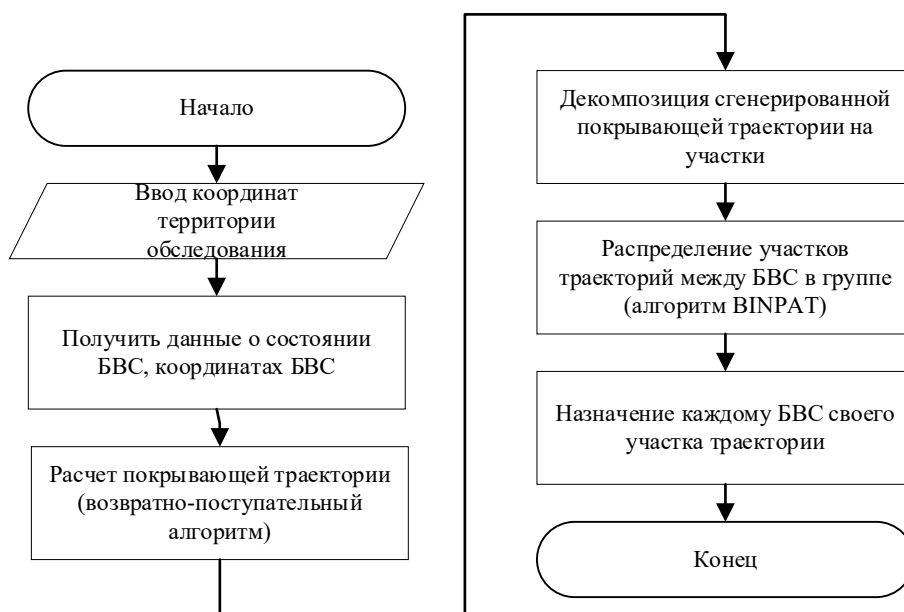 Начало
Ввод координат
территории
обследования
Получить данные о состоянии
БВС, координатах БВС
Расчет покрывающей траектории
(возвратно-поступательный
алгоритм)
Декомпозиция сгенерированной
покрывающей траектории на
участки
Распределение участков
траекторий между БВС в группе
(алгоритм BINPAT)
Назначение каждому БВС своего
участка траектории
Конец